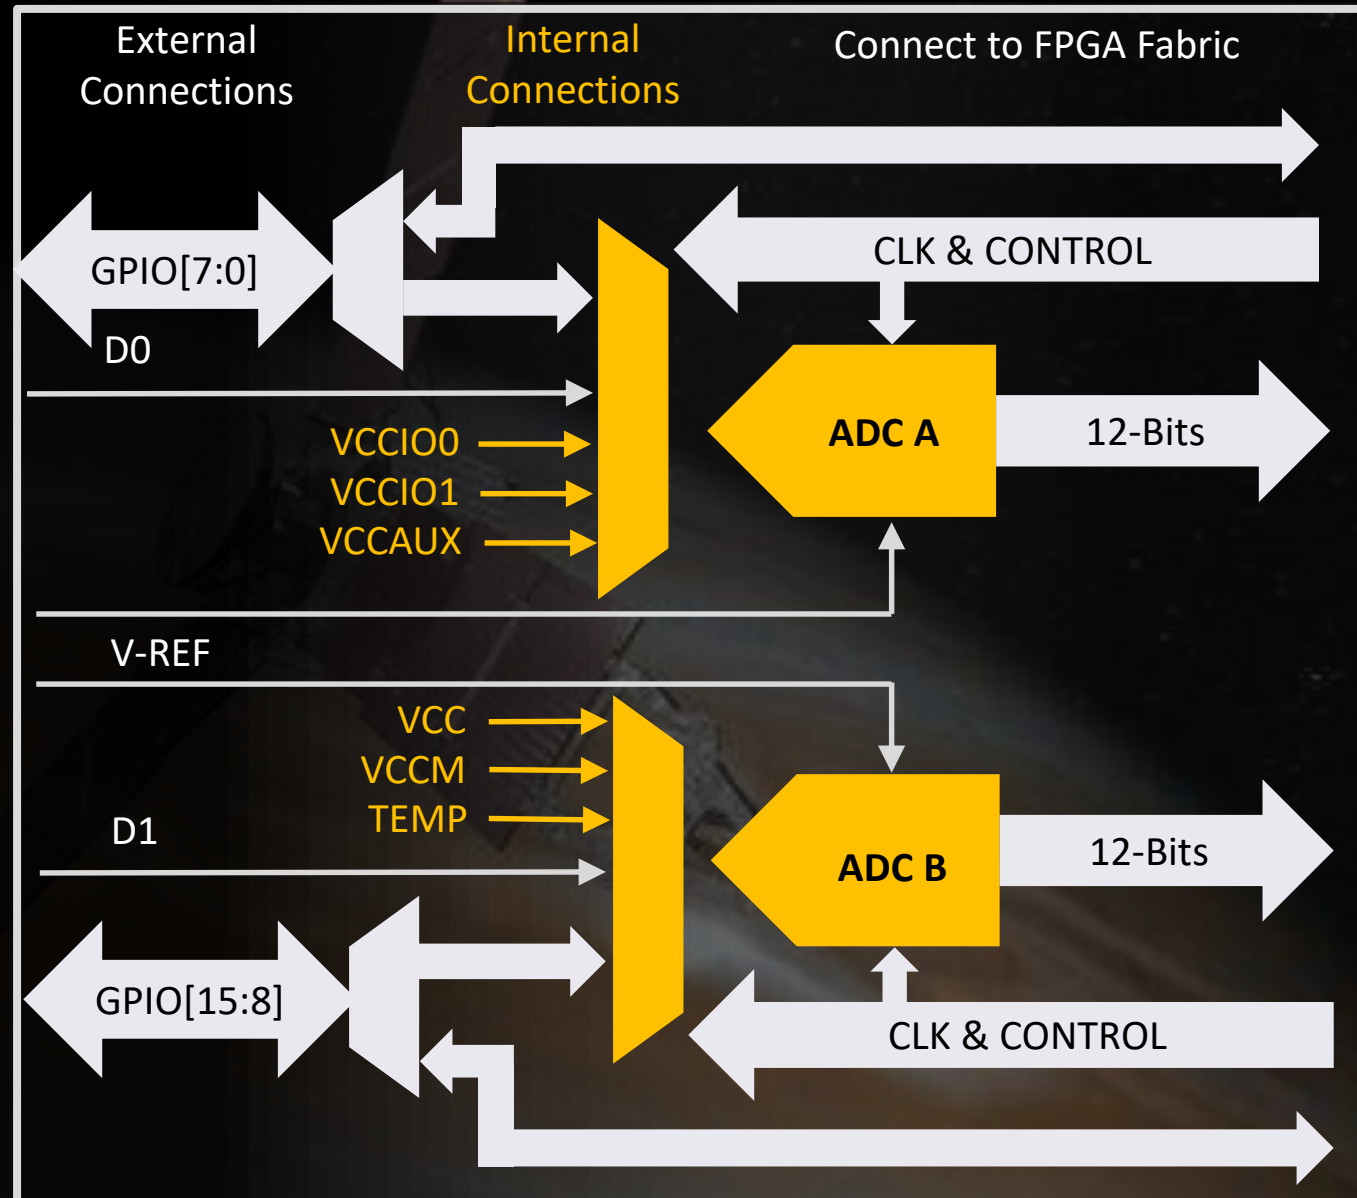 External
Connections
Internal
Connections
Connect to FPGA Fabric
CLK & CONTROL
GPIO[7:0]
D0
VCCIO0
VCCIO1
VCCAUX
ADC A
12-Bits
V-REF
VCC
VCCM
TEMP
D1
ADC B
12-Bits
GPIO[15:8]
CLK & CONTROL